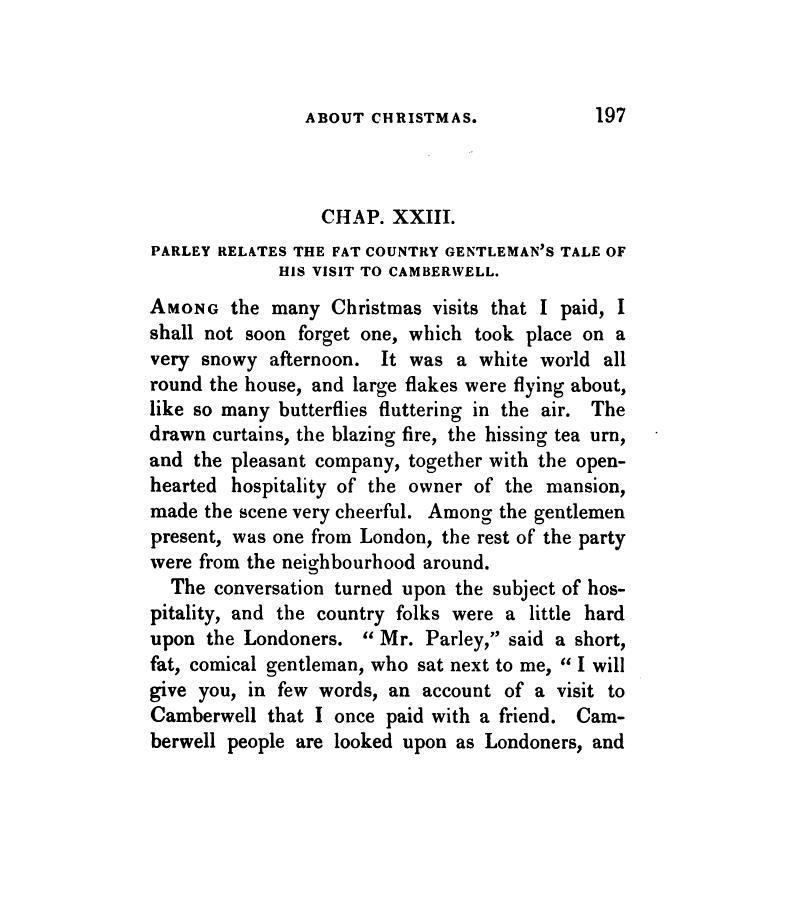 ABOUT CHRISTMAS. 197
CHAP. XXIII.
PARLEY RELATES THE FAT COUNTRY GENTLEMAN'S TALE OF
HIS VISIT TO CAMBERWELL.
AMONG the many Christmas visits that I paid, I
shall not soon forget one, which took place on a
very snowy afternoon. It was a white world all
round the house, and large flakes were flying about,
like so many butterflies fluttering in the air. The
drawn curtains, the blazing fire, the hissing tea urn,
and the pleasant company, together with the open-
hearted hospitality of the owner of the mansion,
made the scene very cheerful. Among the gentlemen
present, was one from London, the rest of the party
were from the neighbourhood around.
The conversation turned upon the subject of hos-
pitality, and the country folks were a little hard
upon the Londoners. “ Mr. Parley,” said a short,
fat, comical gentleman, who sat next to me, “ I will
give you, in few words, an account of a visit to
Camberwell that I once paid with a friend. Cam-
berwell people are looked upon as Londoners, and